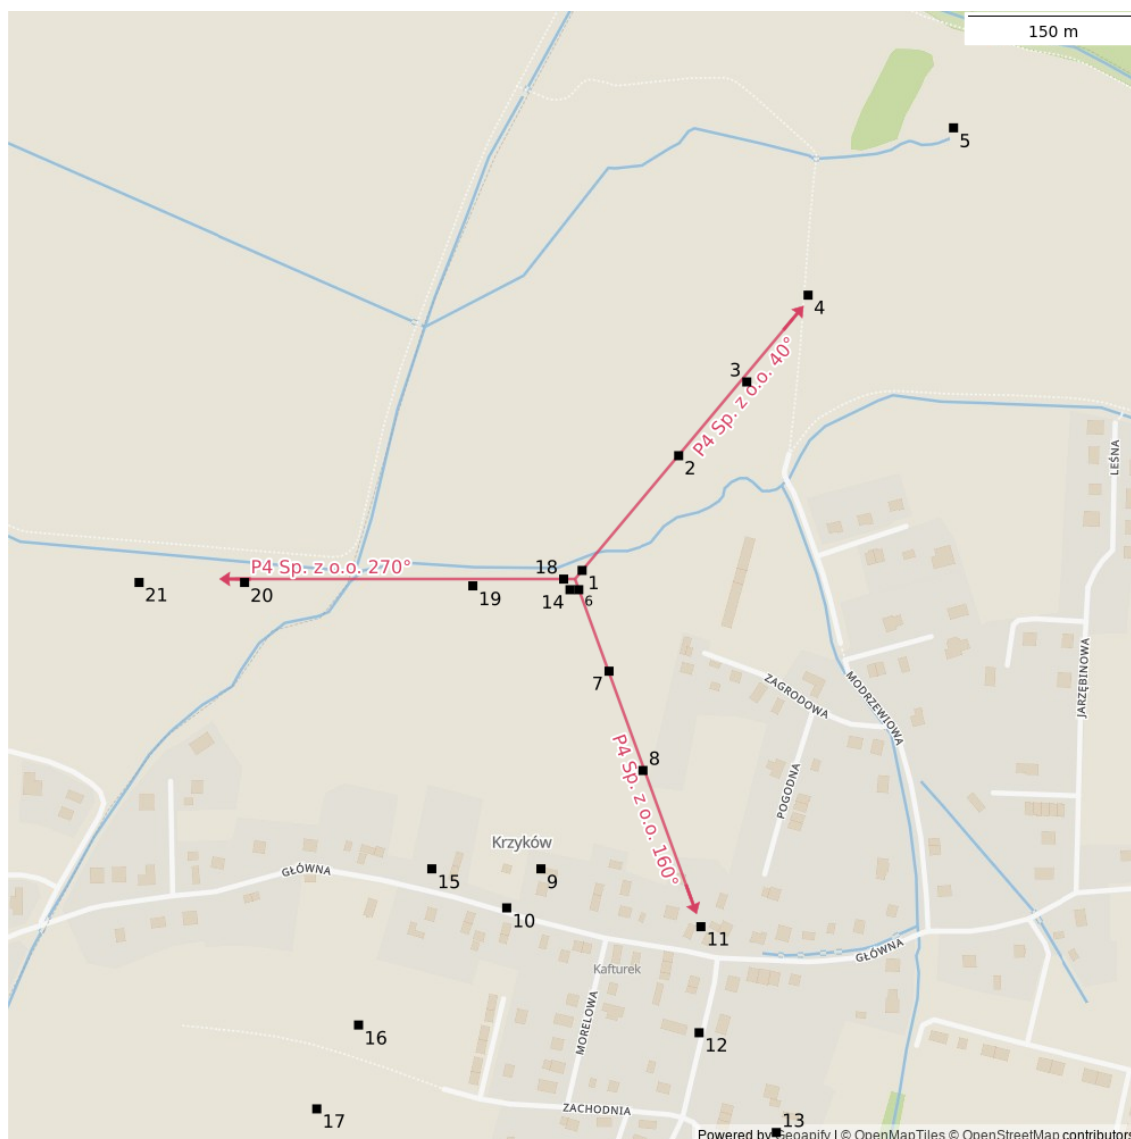 150 m
5
4
3
P4 Sp. z o.o. 40°
2
LEŚNA
P4 Sp. z o.o. 270°
18
1
21
20
19
14
6
7
ZAGRODOWA
MODRZEWIOWA
JARZĘBINOWA
P4 Sp. z o.o. 160°
8
POGODNA
Krzyków
GŁÓWNA
15
9
10
11
GŁÓWNA
Kafturek
16
MORELOWA
12
17
ZACHODNIA
13
Powered by Geoapify | © OpenMapTiles © OpenStreetMap contributors